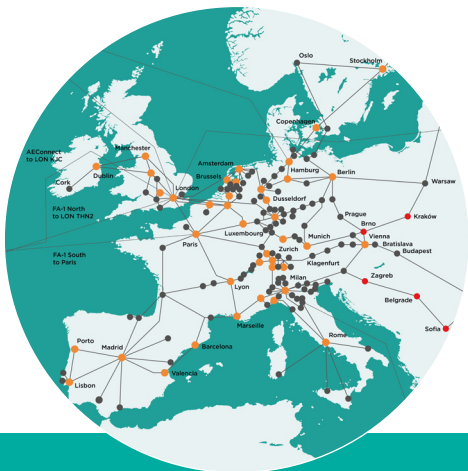 Oslo
Stockholm
Copenhagen
AEConnect
to LON KJC
Manchester
Dublin
Cork
Amsterdam
Brussels
London
Hamburg
Berlin
Warsaw
Dusseldorf
FA-1 North
to LON THN2
Prague
Kraków
Brno
Paris
Luxembourg
Munich
Vienna
Bratislava
FA-1 South
to Paris
Zurich
Budapest
Klagenfurt
Lyon
Milan
Zagreb
Belgrade
Marseille
Sofia
Porto
Madrid
Barcelona
Rome
Lisbon
Valencia